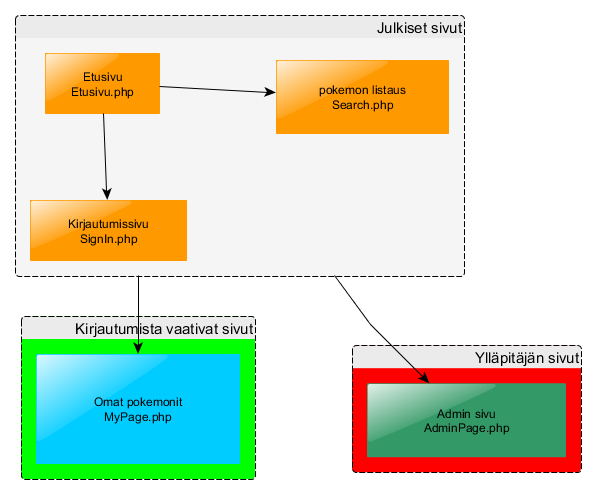 Julkiset sivut
Etusivu
Etusivu.php
pokemon listaus
Search.php
Kirjautumissivu
SignIn.php
Kirjautumista vaativat sivut
Omat pokemonit
MyPage.php
Ylläpitäjän sivut
Admin sivu
AdminPage.php